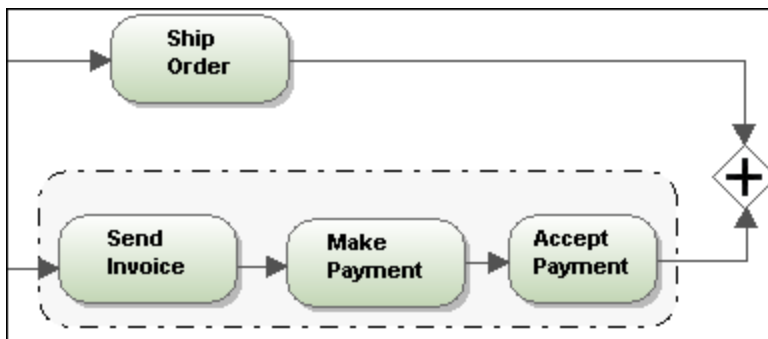 Ship
Order
Send
Invoice
Make
Payment
Accept
Payment